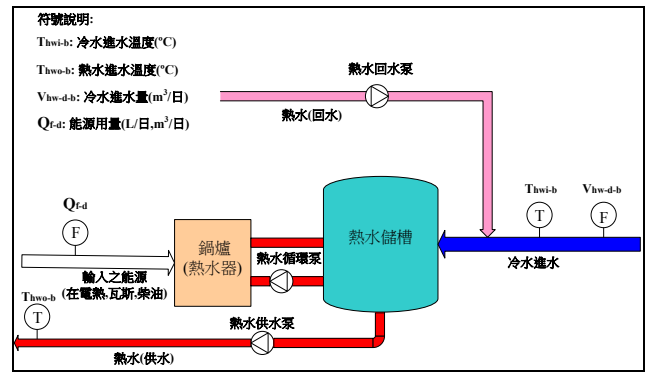 符號說明:
Thwi-b: 冷水進水溫度(ºC)
Thwo-b: 熱水進水溫度(ºC)
Vhw-d-b: 冷水進水量(m³/日)
Qf-d: 能源用量(L/日,m³/日)
熱水回水泵
熱水(回水)
Qf-d
F
鍋爐
(熱水器)
熱水循環泵
熱水儲槽
Thwi-b
Vhw-d-b
T
F
冷水進水
輸入之能源
(在電熱,瓦斯,柴油)
Thwo-b
T
熱水供水泵
熱水(供水)